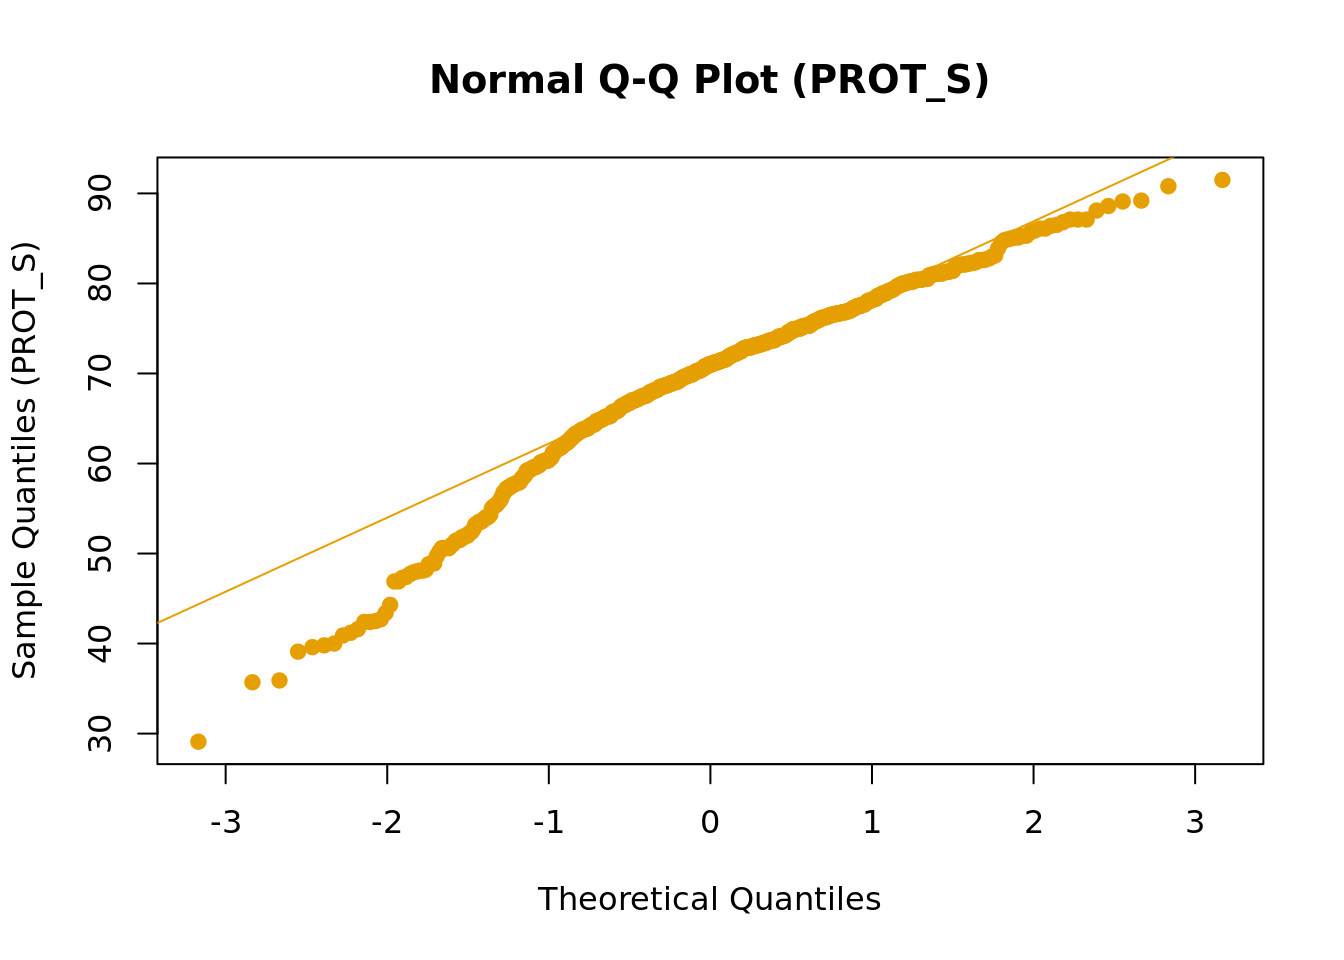 Normal Q-Q Plot (PROT_S)
Sample Quantiles (PROT_S)
90
80
70
60
50
40
30
-3 -2 -1 0 1 2 3
Theoretical Quantiles